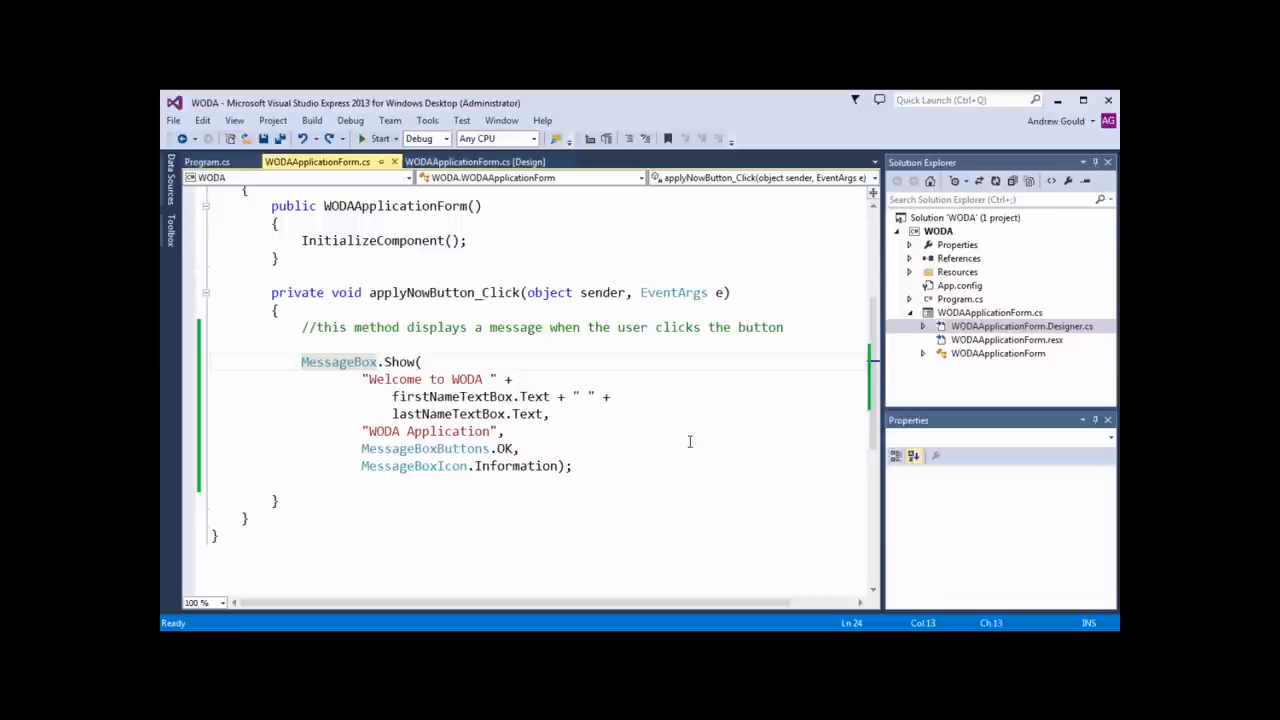 WODA - Microsoft Visual Studio Express 2013 for Windows Desktop (Administrator)
Quick Launch (Ctrl+Q)
File Edit View Project Build Debug Team Tools Test Window Help
Andrew Gould AG
Start Debug Any CPU
Program.cs WODAApplicationForm.cs WODAApplicationForm.cs [Design]
WODA WODA.WODAApplicationForm applyNowButton_Click(object sender, EventArgs e)
Data Sources
Toolbox
{
public WODAApplicationForm()
{
InitializeComponent();
}
private void applyNowButton_Click(object sender, EventArgs e)
{
//this method displays a message when the user clicks the button
MessageBox.Show(
"Welcome to WODA " +
firstNameTextBox.Text + " " +
lastNameTextBox.Text,
"WODA Application",
MessageBoxButtons.OK,
MessageBoxIcon.Information);
}
}
}
100 %
Solution Explorer
Search Solution Explorer (Ctrl+;)
Solution 'WODA' (1 project)
WODA
Properties
References
Resources
App.config
Program.cs
WODAApplicationForm.cs
WODAApplicationForm.Designer.cs
WODAApplicationForm.resx
WODAApplicationForm
Properties
Ready Ln 24 Col 13 Ch 13 INS